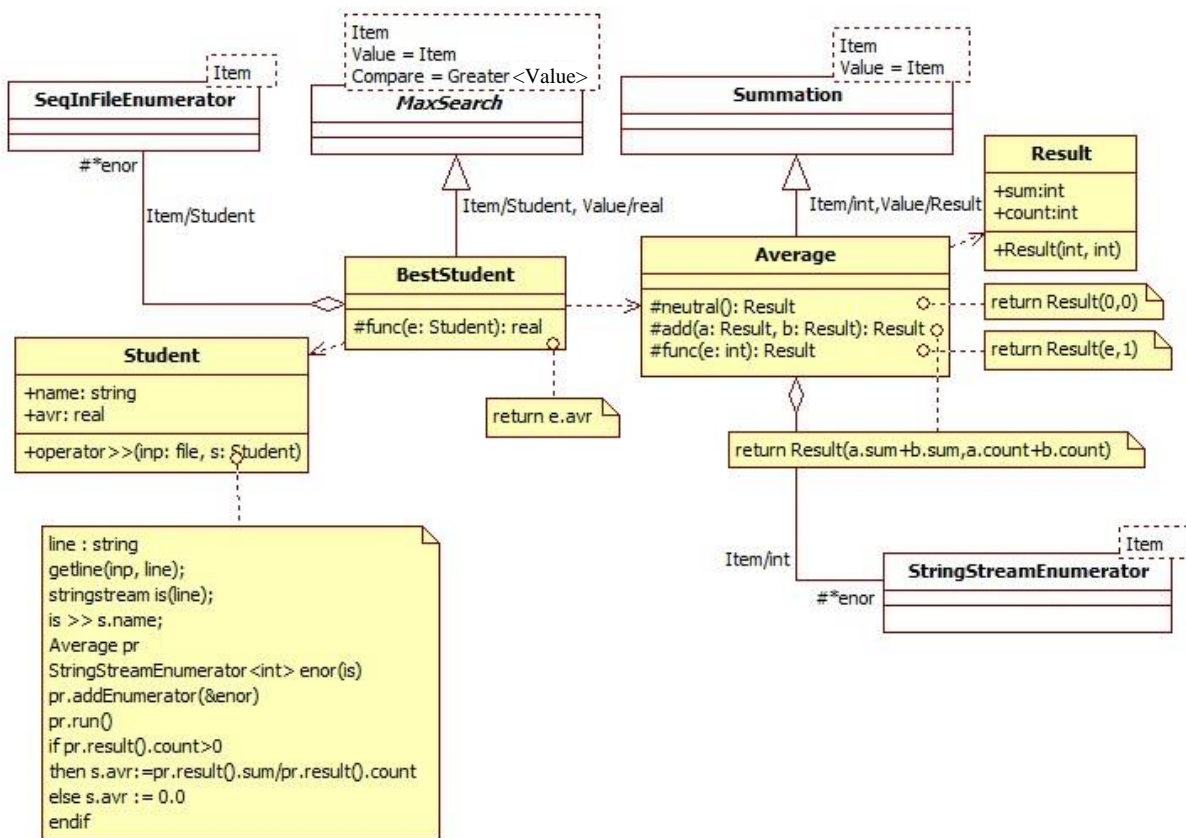 Item
SeqInFileEnumerator
#*enor
Item/Student
Item
Value = Item
Compare = Greater <Value>
MaxSearch
Item/Student, Value/real
Item
Value = Item
Summation
Item/int,Value/Result
Result
+sum:int
+count:int
+Result(int, int)
BestStudent
#func(e: Student): real
return e.avr
Average
#neutral(): Result
#add(a: Result, b: Result): Result
#func(e: int): Result
return Result(0,0)
return Result(e,1)
return Result(a.sum+b.sum,a.count+b.count)
Student
+name: string
+avr: real
+operator>>(inp: file, s: Student)
line : string
getline(inp, line);
stringstream is(line);
is >> s.name;
Average pr
StringStreamEnumerator<int> enor(is)
pr.addEnumerator(&enor)
pr.run()
if pr.result().count>0
then s.avr:=pr.result().sum/pr.result().count
else s.avr := 0.0
endif
Item/int
#*enor
Item
StringStreamEnumerator